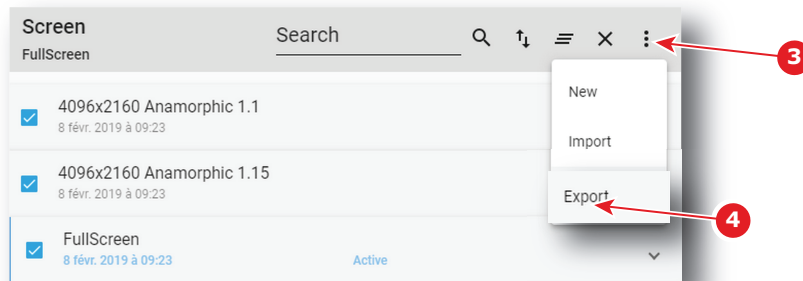 Screen
FullScreen
Search
3
New
Import
Export
4
4096x2160 Anamorphic 1.1
8 févr. 2019 à 09:23
4096x2160 Anamorphic 1.15
8 févr. 2019 à 09:23
FullScreen
8 févr. 2019 à 09:23
Active